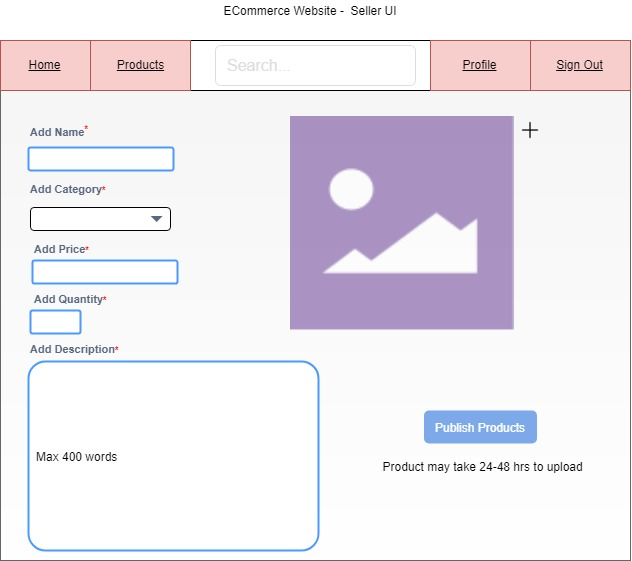 ECommerce Website -  Seller UI
Home
Products
Search...
Profile
Sign Out
Add Name*
Add Category*
Add Price*
Add Quantity*
Add Description*
Max 400 words
Publish Products
Product may take 24-48 hrs to upload